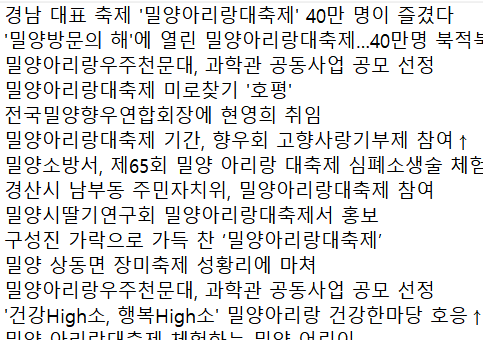 경남 대표 축제 '밀양아리랑대축제' 40만 명이 즐겼다
'밀양방문의 해'에 열린 밀양아리랑대축제...40만명 북적
밀양아리랑우주천문대, 과학관 공동사업 공모 선정
밀양아리랑대축제 미로찾기 '호평'
전국밀양향우연합회장에 현영희 취임
밀양아리랑대축제 기간, 향우회 고향사랑기부제 참여↑
밀양소방서, 제65회 밀양 아리랑 대축제 심폐소생술 체험
경산시 남부동 주민자치위, 밀양아리랑대축제 참여
밀양시딸기연구회 밀양아리랑대축제서 홍보
구성진 가락으로 가득 찬 ‘밀양아리랑대축제’
밀양 상동면 장미축제 성황리에 마쳐
밀양아리랑우주천문대, 과학관 공동사업 공모 선정
'건강High소, 행복High소' 밀양아리랑 건강한마당 호응↑
밀양 아리랑대축제 체험하는 밀양 어린이